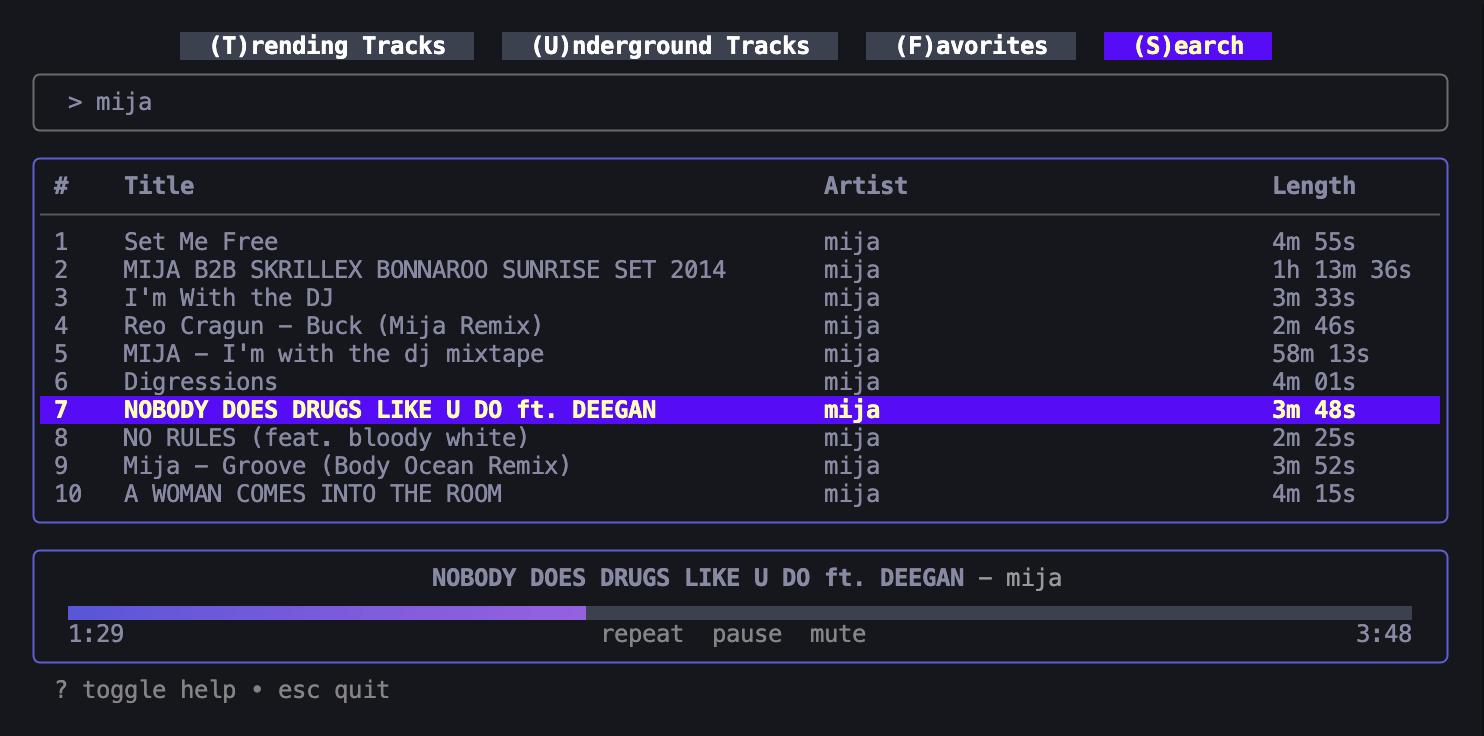 (T)rending Tracks (U)nderground Tracks (F)avorites (S)earch
> mija
# Title Artist Length
1 Set Me Free mija 4m 55s
2 MIJA B2B SKRILLEX BONNAROO SUNRISE SET 2014 mija 1h 13m 36s
3 I'm With the DJ mija 3m 33s
4 Reo Cragun – Buck (Mija Remix) mija 2m 46s
5 MIJA – I'm with the dj mixtape mija 58m 13s
6 Digressions mija 4m 01s
7 NOBODY DOES DRUGS LIKE U DO ft. DEEGAN mija 3m 48s
8 NO RULES (feat. bloody white) mija 2m 25s
9 Mija – Groove (Body Ocean Remix) mija 3m 52s
10 A WOMAN COMES INTO THE ROOM mija 4m 15s
NOBODY DOES DRUGS LIKE U DO ft. DEEGAN – mija
1:29 repeat pause mute 3:48
? toggle help • esc quit